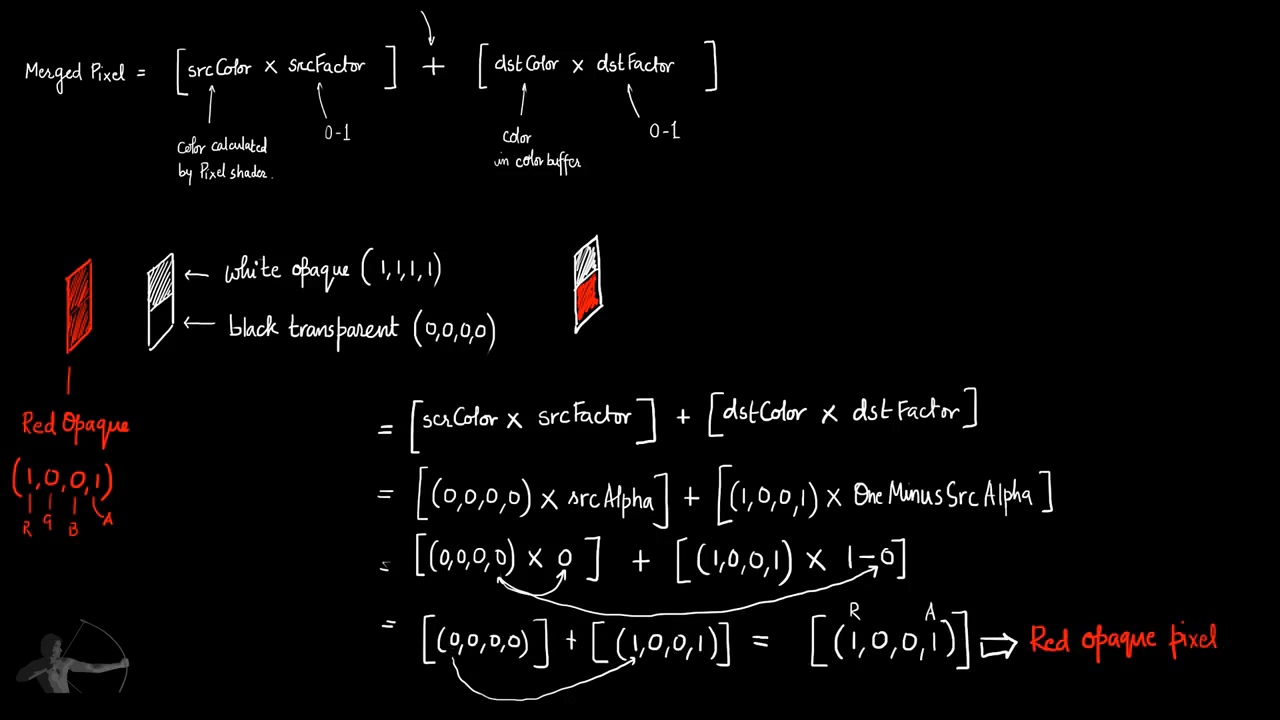 Merged Pixel = [srcColor × srcFactor] + [dstColor × dstFactor]
color calculated
by Pixel shader.
0-1
color
in color buffer
0-1
← white opaque (1,1,1,1)
← black transparent (0,0,0,0)
Red Opaque
(1,0,0,1)
R G B A
= [scrColor × srcFactor] + [dstColor × dstFactor]
= [(0,0,0,0) × srcAlpha] + [(1,0,0,1) × OneMinusSrcAlpha]
= [(0,0,0,0) × 0] + [(1,0,0,1) × 1-0]
R A
= [(0,0,0,0)] + [(1,0,0,1)] = [(1,0,0,1)] ⇒ Red opaque pixel